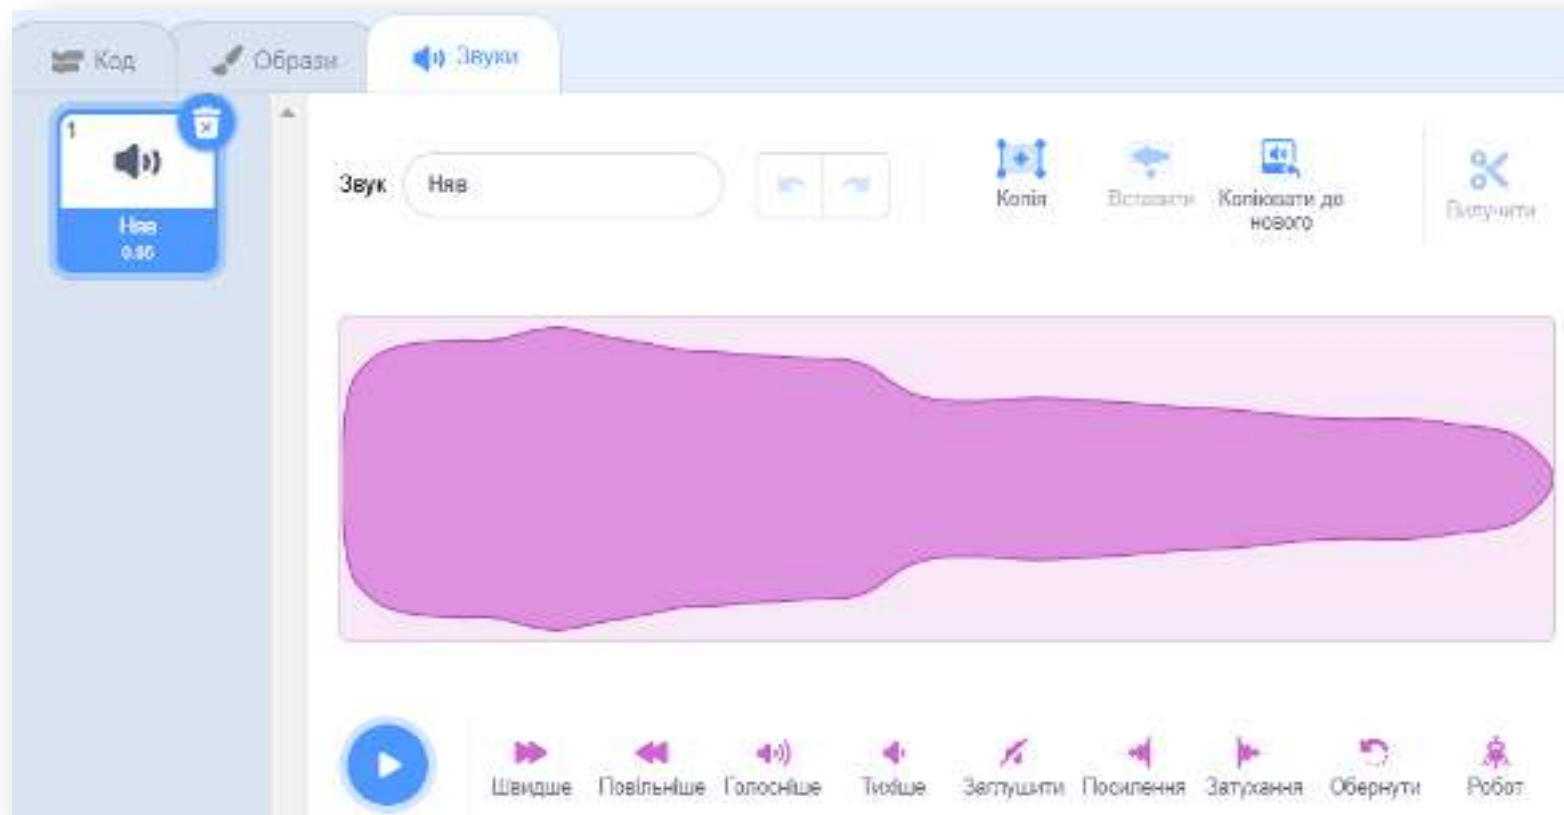 Код
Образи
Звуки
1
Няв
0.85
Звук
Няв
Копія
Вставити
Копіювати до
нового
Вилучити
Швидше
Повільніше
Голосніше
Тихіше
Заглушити
Посилення
Затухання
Обернути
Робот